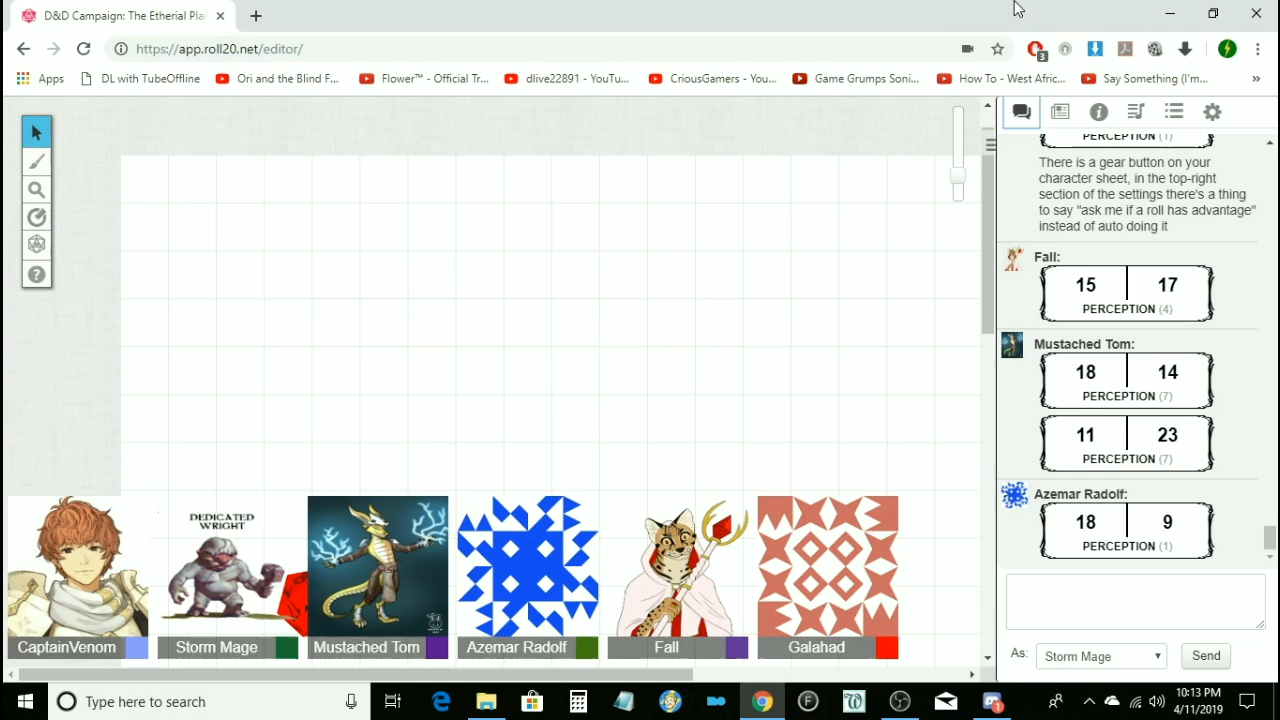 D&D Campaign: The Etherial Pla
https://app.roll20.net/editor/
3
Apps
DL with TubeOffline
Ori and the Blind F...
Flower™ - Official Tr...
dlive22891 - YouTu...
CriousGamers - You...
Game Grumps Soni...
How To - West Afric...
Say Something (I'm...
»
PERCEPTION (1)
There is a gear button on your
character sheet, in the top-right
section of the settings there's a thing
to say "ask me if a roll has advantage"
instead of auto doing it
Fall:
15 17
PERCEPTION (4)
Mustached Tom:
18 14
PERCEPTION (7)
11 23
PERCEPTION (7)
Azemar Radolf:
18 9
PERCEPTION (1)
DEDICATED
WRIGHT
CaptainVenom
Storm Mage
Mustached Tom
Azemar Radolf
Fall
Galahad
As: Storm Mage
Send
Type here to search
1
10:13 PM
4/11/2019